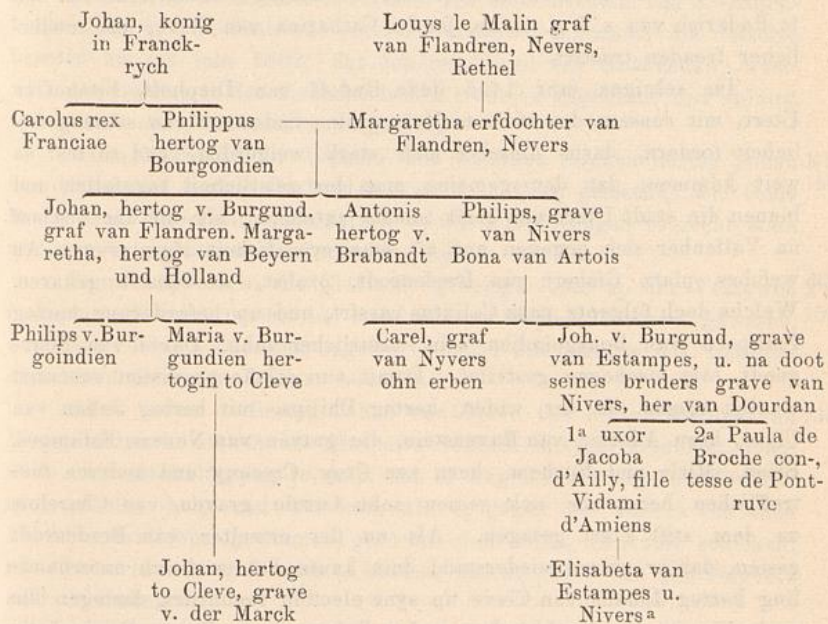 Johan, konig
in Franck-
rych
Louys le Malin graf
van Flandren, Nevers,
Rethel
Carolus rex
Franciae
Philippus
hertog van
Bourgondien
Margaretha erfdochter van
Flandren, Nevers
Johan, hertog v. Burgund,
graf van Flandren. Marga-
retha, hertog van Beyern
und Holland
Antonis
hertog v.
Brabandt
Philips, grave
van Nivers
Bona van Artois
Philips v. Bur-
goindien
Maria v. Bur-
gundien her-
togin to Cleve
Carel, graf
van Nyvers
ohn erben
Joh. v. Burgund, grave
van Estampes, u. na doot
seines bruders grave van
Nivers, her van Dourdan
1a uxor
Jacoba
d'Ailly, fille
Vidami
d'Amiens
2a Paula de
Broche con-,
tesse de Pont-
ruve
Johan, hertog
to Cleve, grave
v. der Marck
Elisabeta van
Estampes u.
Nivers a